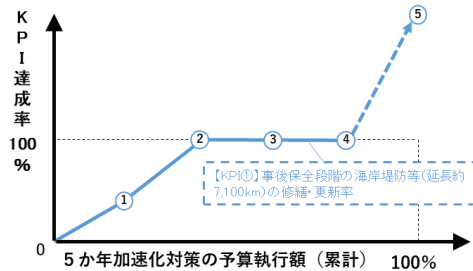 KPI達成率
100%
0
①
②
③
④
⑤
【KPI①】事後保全段階の海岸堤防等(延長約
7,100km)の修繕・更新率
5か年加速化対策の予算執行額（累計）
100%